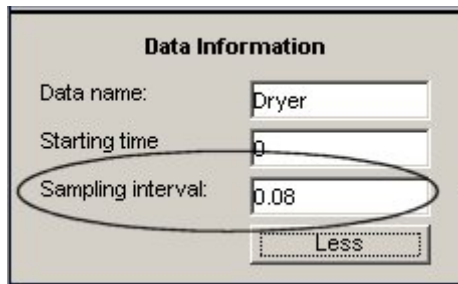 Data Information
Data name: Dryer
Starting time 0
Sampling interval: 0.08
Less